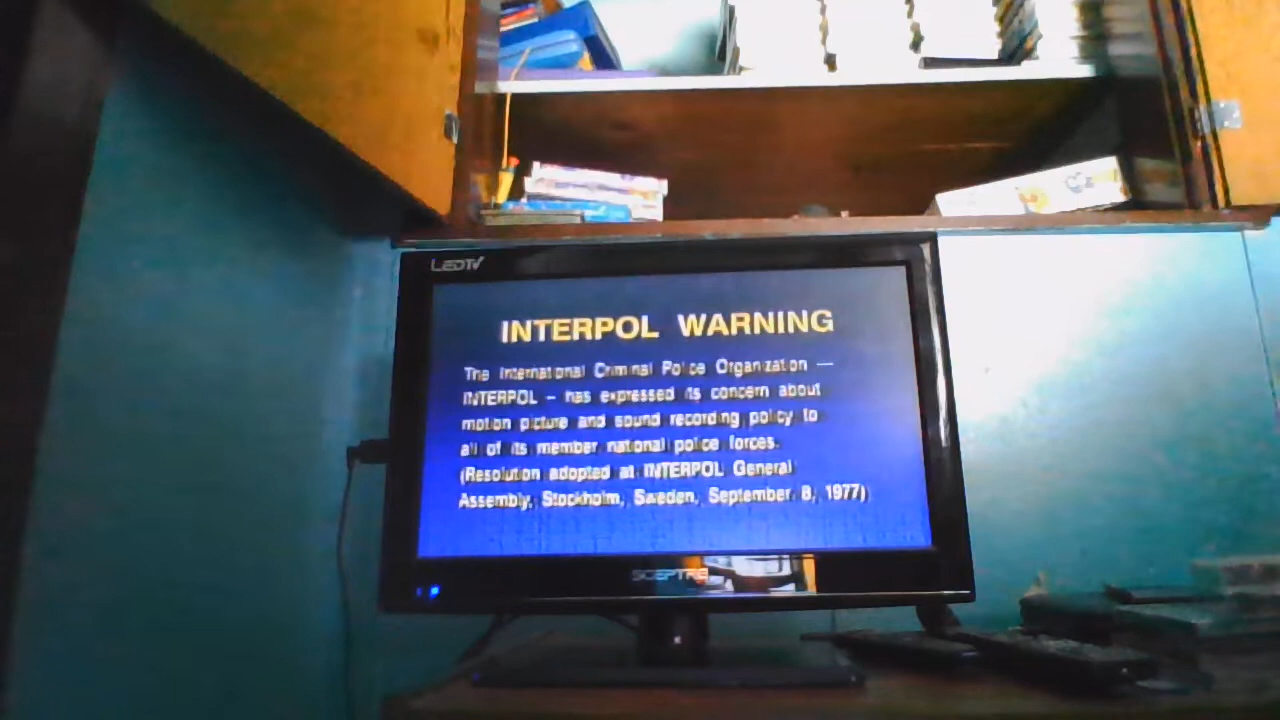 LEDTV
INTERPOL WARNING
The International Criminal Police Organization —
INTERPOL – has expressed its concern about
motion picture and sound recording policy to
all of its member national police forces.
(Resolution adopted at INTERPOL General
Assembly, Stockholm, Sweden, September 8, 1977)
SCEPTRE